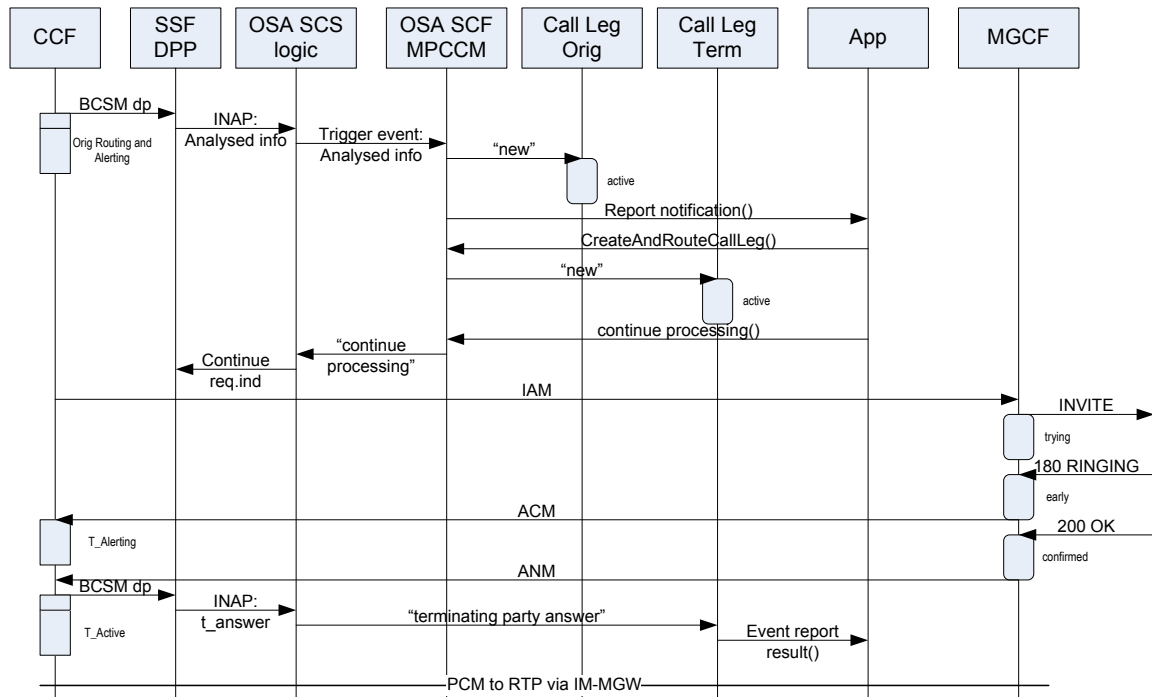 CCF
SSF
DPP
OSA SCS
logic
OSA SCF
MPCCM
Call Leg
Orig
Call Leg
Term
App
MGCF
BCSM dp
Orig Routing and
Alerting
INAP:
Analysed info
Trigger event:
Analysed info
“new”
active
Report notification()
CreateAndRouteCallLeg()
“new”
active
continue processing()
“continue
processing”
Continue
req.ind
IAM
INVITE
trying
180 RINGING
early
ACM
200 OK
T_Alerting
confirmed
ANM
BCSM dp
INAP:
t_answer
T_Active
“terminating party answer”
Event report
result()
PCM to RTP via IM-MGW